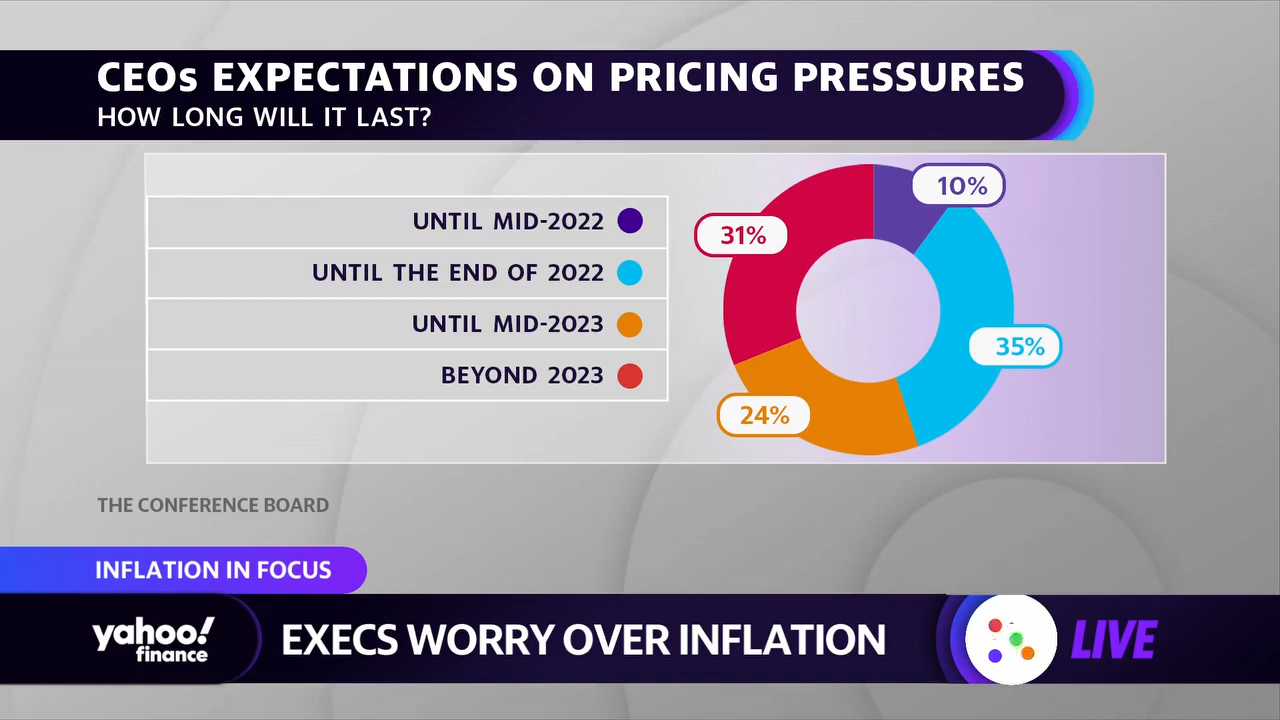 CEOs EXPECTATIONS ON PRICING PRESSURES
HOW LONG WILL IT LAST?
UNTIL MID-2022
UNTIL THE END OF 2022
UNTIL MID-2023
BEYOND 2023
10%
31%
35%
24%
THE CONFERENCE BOARD
INFLATION IN FOCUS
yahoo!
finance
EXECS WORRY OVER INFLATION
LIVE